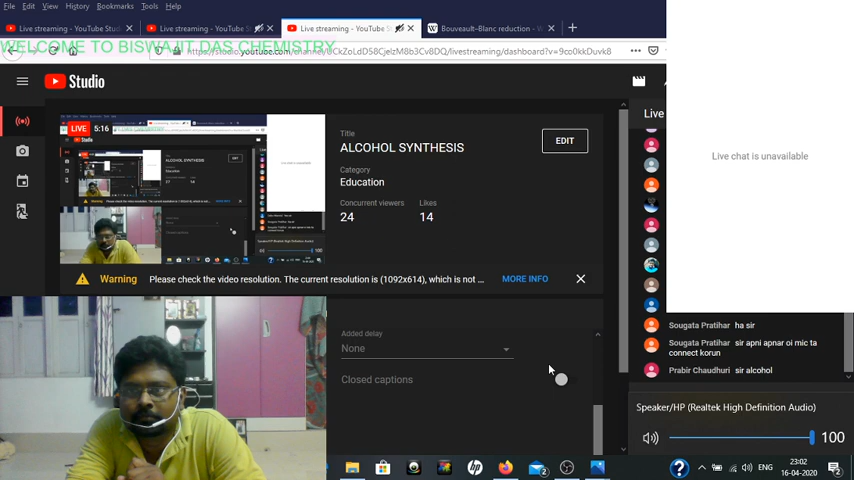 File Edit View History Bookmarks Tools Help
Live streaming - YouTube Stud
Live streaming - YouTube S
Live streaming - YouTube S
Bouveault–Blanc reduction - W
WELCOME TO BISWAJIT DAS CHEMISTRY
Studio
Live
LIVE 5:16
Title
ALCOHOL SYNTHESIS
EDIT
Category
Education
Concurrent viewers Likes
24 14
Live chat is unavailable
Warning Please check the video resolution. The current resolution is (1092x614), which is not ... MORE INFO
Added delay
None
Closed captions
Sougata Pratihar ha sir
Sougata Pratihar sir apni apnar oi mic ta
connect korun
Prabir Chaudhuri sir alcohol
Speaker/HP (Realtek High Definition Audio)
100
ENG
23:02
16-04-2020